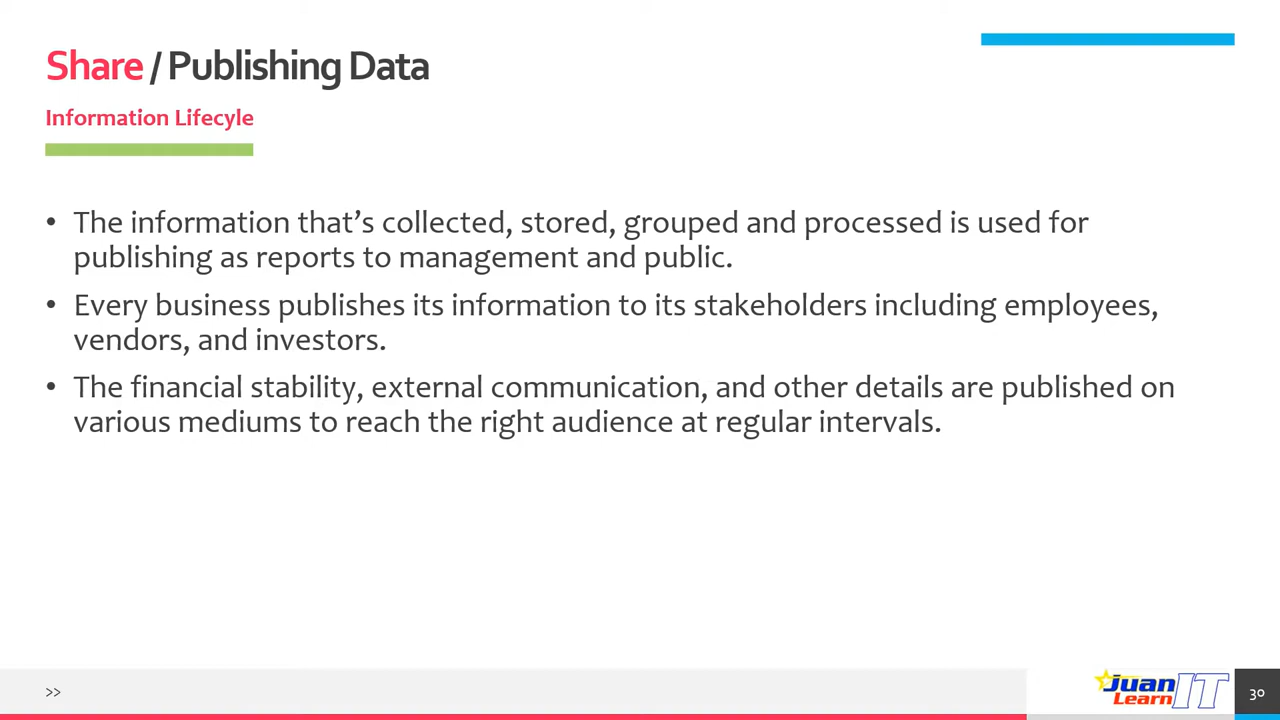 Share / Publishing Data
Information Lifecyle
• The information that’s collected, stored, grouped and processed is used for
publishing as reports to management and public.
• Every business publishes its information to its stakeholders including employees,
vendors, and investors.
• The financial stability, external communication, and other details are published on
various mediums to reach the right audience at regular intervals.
>>
Juan
Learn IT
30